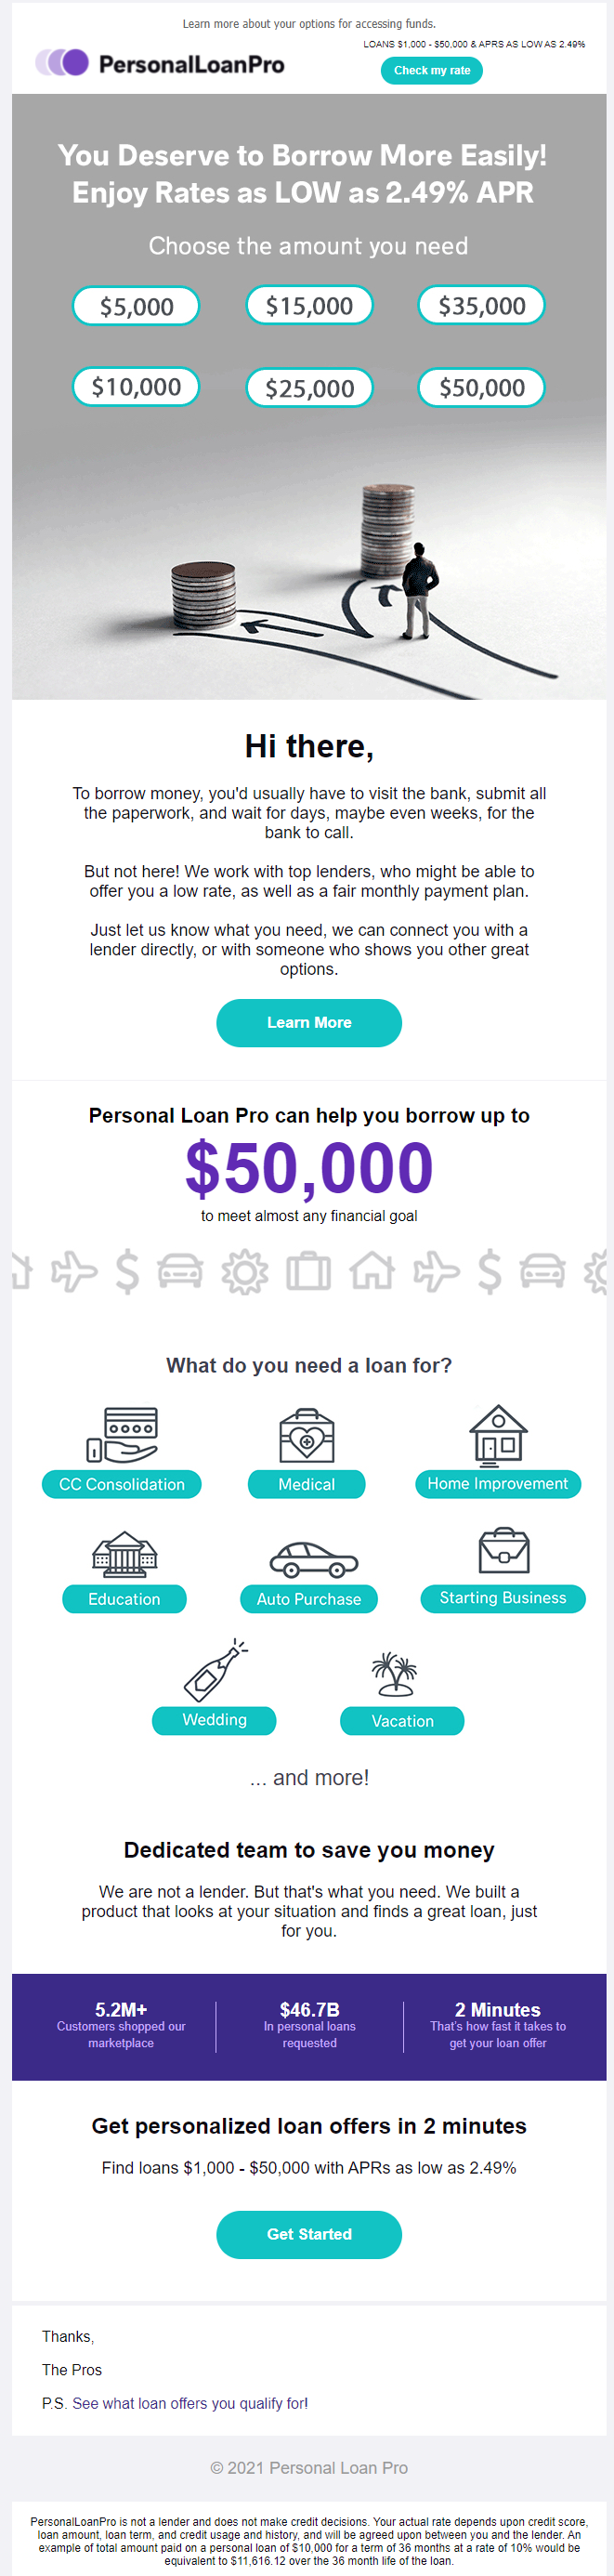 Learn more about your options for accessing funds.
LOANS $1,000 - $50,000 & APRS AS LOW AS 2.49%
PersonalLoanPro
Check my rate
You Deserve to Borrow More Easily!
Enjoy Rates as LOW as 2.49% APR
Choose the amount you need
$5,000 $15,000 $35,000
$10,000 $25,000 $50,000
Hi there,
To borrow money, you'd usually have to visit the bank, submit all
the paperwork, and wait for days, maybe even weeks, for the
bank to call.
But not here! We work with top lenders, who might be able to
offer you a low rate, as well as a fair monthly payment plan.
Just let us know what you need, we can connect you with a
lender directly, or with someone who shows you other great
options.
Learn More
Personal Loan Pro can help you borrow up to
$50,000
to meet almost any financial goal
What do you need a loan for?
CC Consolidation Medical Home Improvement
Education Auto Purchase Starting Business
Wedding Vacation
... and more!
Dedicated team to save you money
We are not a lender. But that's what you need. We built a
product that looks at your situation and finds a great loan, just
for you.
5.2M+ $46.7B 2 Minutes
Customers shopped our In personal loans That's how fast it takes to
marketplace requested get your loan offer
Get personalized loan offers in 2 minutes
Find loans $1,000 - $50,000 with APRs as low as 2.49%
Get Started
Thanks,
The Pros
P.S. See what loan offers you qualify for!
© 2021 Personal Loan Pro
PersonalLoanPro is not a lender and does not make credit decisions. Your actual rate depends upon credit score,
loan amount, loan term, and credit usage and history, and will be agreed upon between you and the lender. An
example of total amount paid on a personal loan of $10,000 for a term of 36 months at a rate of 10% would be
equivalent to $11,616.12 over the 36 month life of the loan.